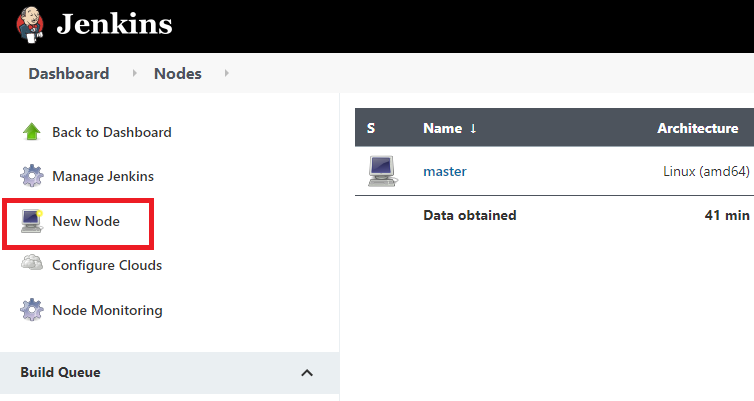 Jenkins
Dashboard Nodes
Back to Dashboard
Manage Jenkins
New Node
Configure Clouds
Node Monitoring
Build Queue
S Name ↓ Architecture
master Linux (amd64)
Data obtained 41 min